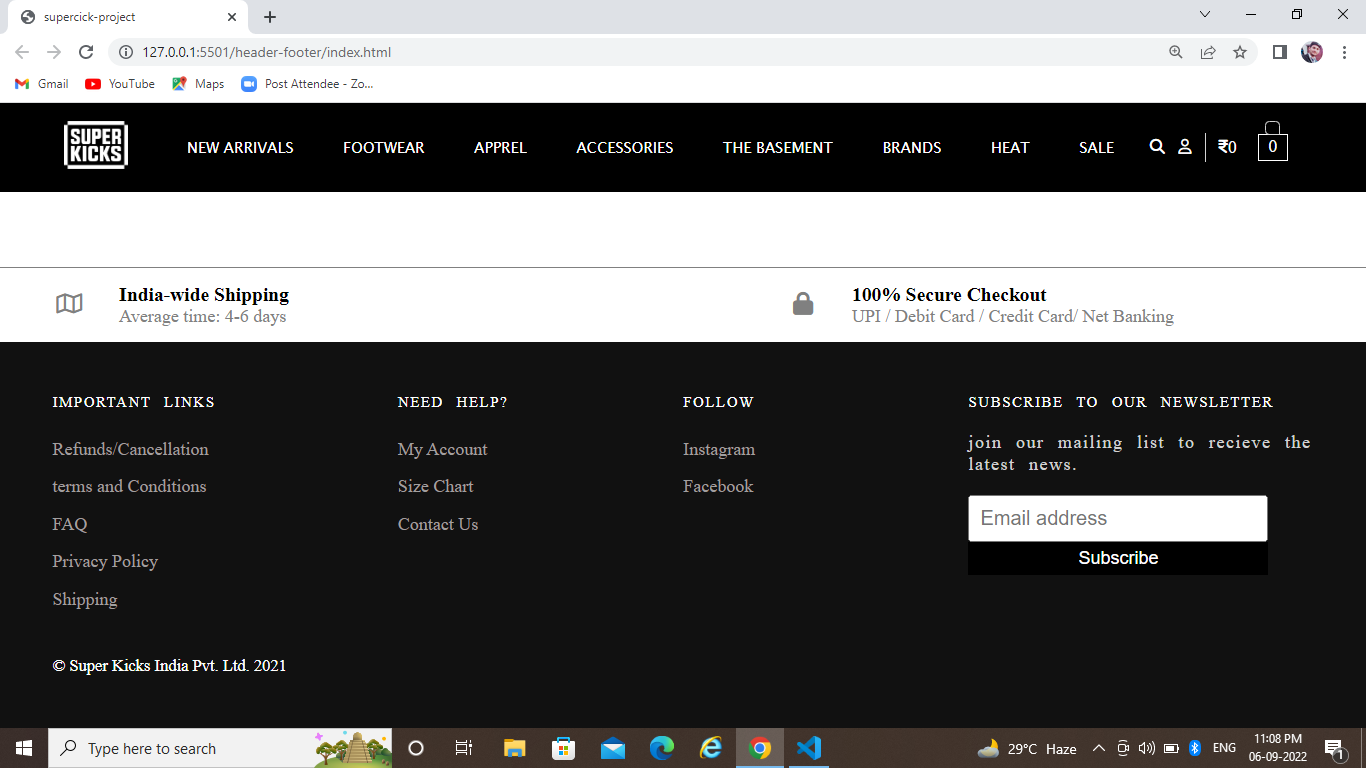 supercick-project
127.0.0.1:5501/header-footer/index.html
Gmail YouTube Maps Post Attendee - Zo...
SUPER
KICKS
NEW ARRIVALS FOOTWEAR APPREL ACCESSORIES THE BASEMENT BRANDS HEAT SALE ₹0 0
India-wide Shipping
Average time: 4-6 days
100% Secure Checkout
UPI / Debit Card / Credit Card/ Net Banking
IMPORTANT LINKS
Refunds/Cancellation
terms and Conditions
FAQ
Privacy Policy
Shipping
NEED HELP?
My Account
Size Chart
Contact Us
FOLLOW
Instagram
Facebook
SUBSCRIBE TO OUR NEWSLETTER
join our mailing list to recieve the
latest news.
Email address
Subscribe
© Super Kicks India Pvt. Ltd. 2021
Type here to search
29°C Haze
ENG
11:08 PM
06-09-2022
1